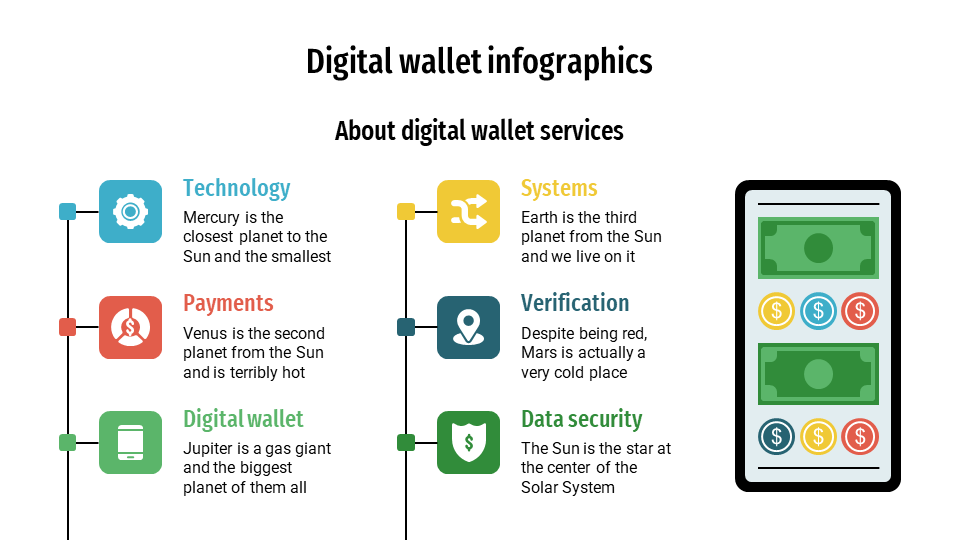 Digital wallet infographics
About digital wallet services
Technology
Mercury is the
closest planet to the
Sun and the smallest
Payments
Venus is the second
planet from the Sun
and is terribly hot
Digital wallet
Jupiter is a gas giant
and the biggest
planet of them all
Systems
Earth is the third
planet from the Sun
and we live on it
Verification
Despite being red,
Mars is actually a
very cold place
Data security
The Sun is the star at
the center of the
Solar System
$
$
$
$ $ $
$ $ $